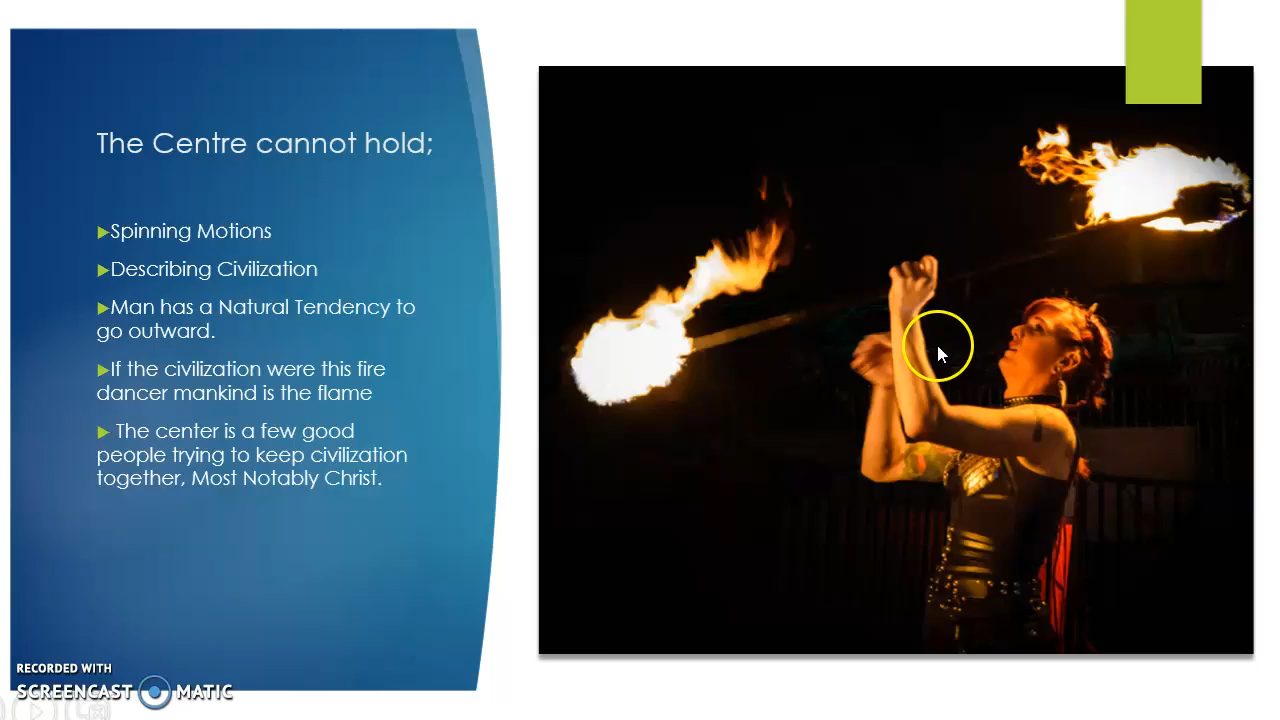 The Centre cannot hold;
Spinning Motions
Describing Civilization
Man has a Natural Tendency to
go outward.
If the civilization were this fire
dancer mankind is the flame
The center is a few good
people trying to keep civilization
together, Most Notably Christ.
RECORDED WITH
SCREENCAST MATIC